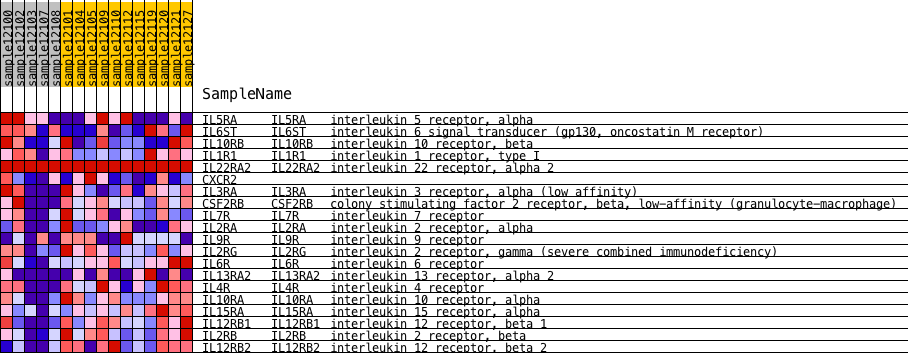 sample12100
sample12102
sample12103
sample12107
sample12108
sample12101
sample12104
sample12105
sample12109
sample12110
sample12112
sample12115
sample12119
sample12120
sample12121
sample12127
SampleName
IL5RA IL5RA interleukin 5 receptor, alpha
IL6ST IL6ST interleukin 6 signal transducer (gp130, oncostatin M receptor)
IL10RB IL10RB interleukin 10 receptor, beta
IL1R1 IL1R1 interleukin 1 receptor, type I
IL22RA2 IL22RA2 interleukin 22 receptor, alpha 2
CXCR2
IL3RA IL3RA interleukin 3 receptor, alpha (low affinity)
CSF2RB CSF2RB colony stimulating factor 2 receptor, beta, low-affinity (granulocyte-macrophage)
IL7R IL7R interleukin 7 receptor
IL2RA IL2RA interleukin 2 receptor, alpha
IL9R IL9R interleukin 9 receptor
IL2RG IL2RG interleukin 2 receptor, gamma (severe combined immunodeficiency)
IL6R IL6R interleukin 6 receptor
IL13RA2 IL13RA2 interleukin 13 receptor, alpha 2
IL4R IL4R interleukin 4 receptor
IL10RA IL10RA interleukin 10 receptor, alpha
IL15RA IL15RA interleukin 15 receptor, alpha
IL12RB1 IL12RB1 interleukin 12 receptor, beta 1
IL2RB IL2RB interleukin 2 receptor, beta
IL12RB2 IL12RB2 interleukin 12 receptor, beta 2